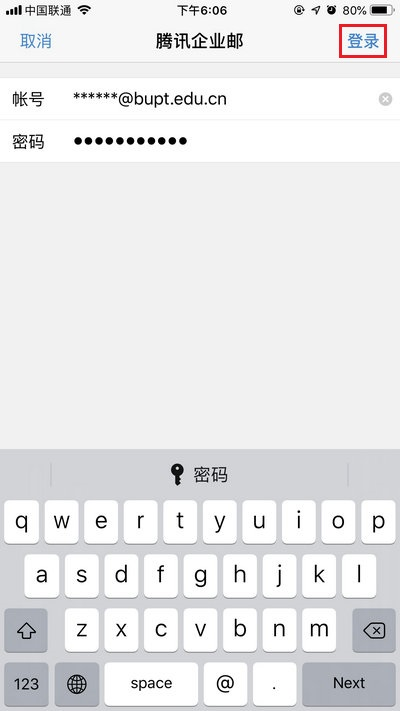 中国联通 下午6:06 80%
取消 腾讯企业邮 登录
帐号 ******@bupt.edu.cn
密码 ●●●●●●●●●●●
密码
q w e r t y u i o p
a s d f g h j k l
z x c v b n m
123 space @ . Next